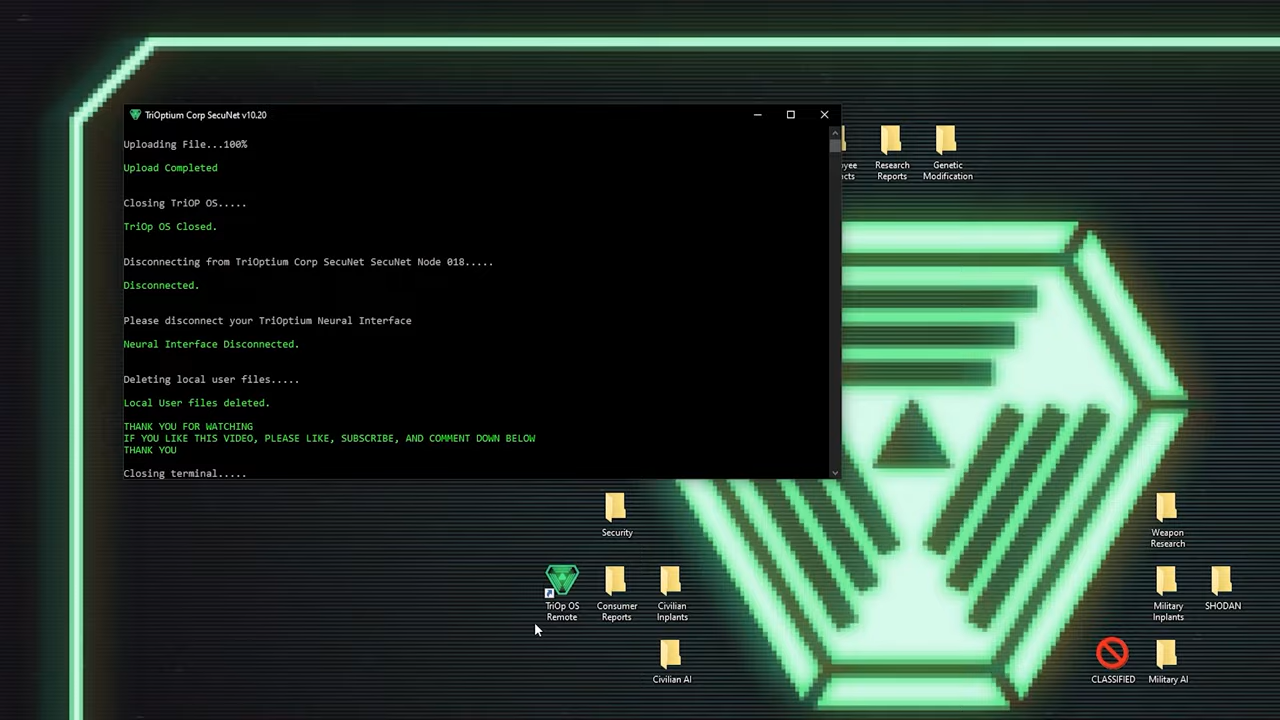 TriOptium Corp SecuNet v10.20
Uploading File...100%
Upload Completed
Closing TriOP OS.....
TriOp OS Closed.
Disconnecting from TriOptium Corp SecuNet SecuNet Node 018.....
Disconnected.
Please disconnect your TriOptium Neural Interface
Neural Interface Disconnected.
Deleting local user files.....
Local User files deleted.
THANK YOU FOR WATCHING
IF YOU LIKE THIS VIDEO, PLEASE LIKE, SUBSCRIBE, AND COMMENT DOWN BELOW
THANK YOU
Closing terminal.....
Research
Reports
Genetic
Modification
Security
Weapon
Research
TriOp OS
Remote
Consumer
Reports
Civilian
Inplants
Military
Inplants
SHODAN
Civilian AI
CLASSIFIED
Military AI